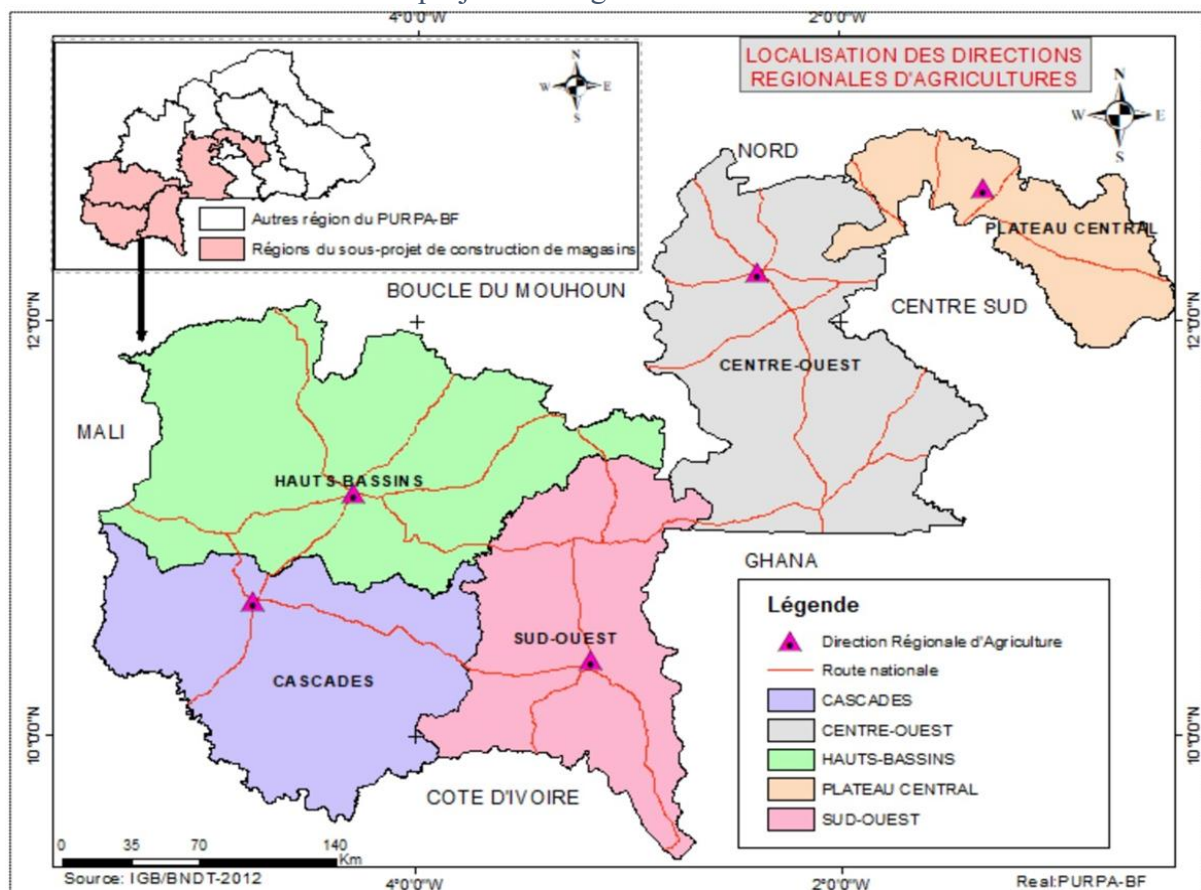 4°0'0"W
2°0'0"W
N
W
E
S
LOCALISATION DES DIRECTIONS
REGIONALES D'AGRICULTURES
N
W
E
S
Autres région du PURPA-BF
Régions du sous-projet de construction de magasins
NORD
PLATEAU CENTRAL
BOUCLE DU MOUHOUN
CENTRE SUD
12°0'0"N
12°0'0"N
CENTRE-OUEST
MALI
HAUTS BASSINS
GHANA
SUD-OUEST
CASCADES
COTE D'IVOIRE
10°0'0"N
10°0'0"N
Légende
Direction Régionale d'Agriculture
Route nationale
CASCADES
CENTRE-OUEST
HAUTS-BASSINS
PLATEAU CENTRAL
SUD-OUEST
0 35 70 140
Km
Source: IGB/BNDT-2012
Real:PURPA-BF
4°0'0"W
2°0'0"W